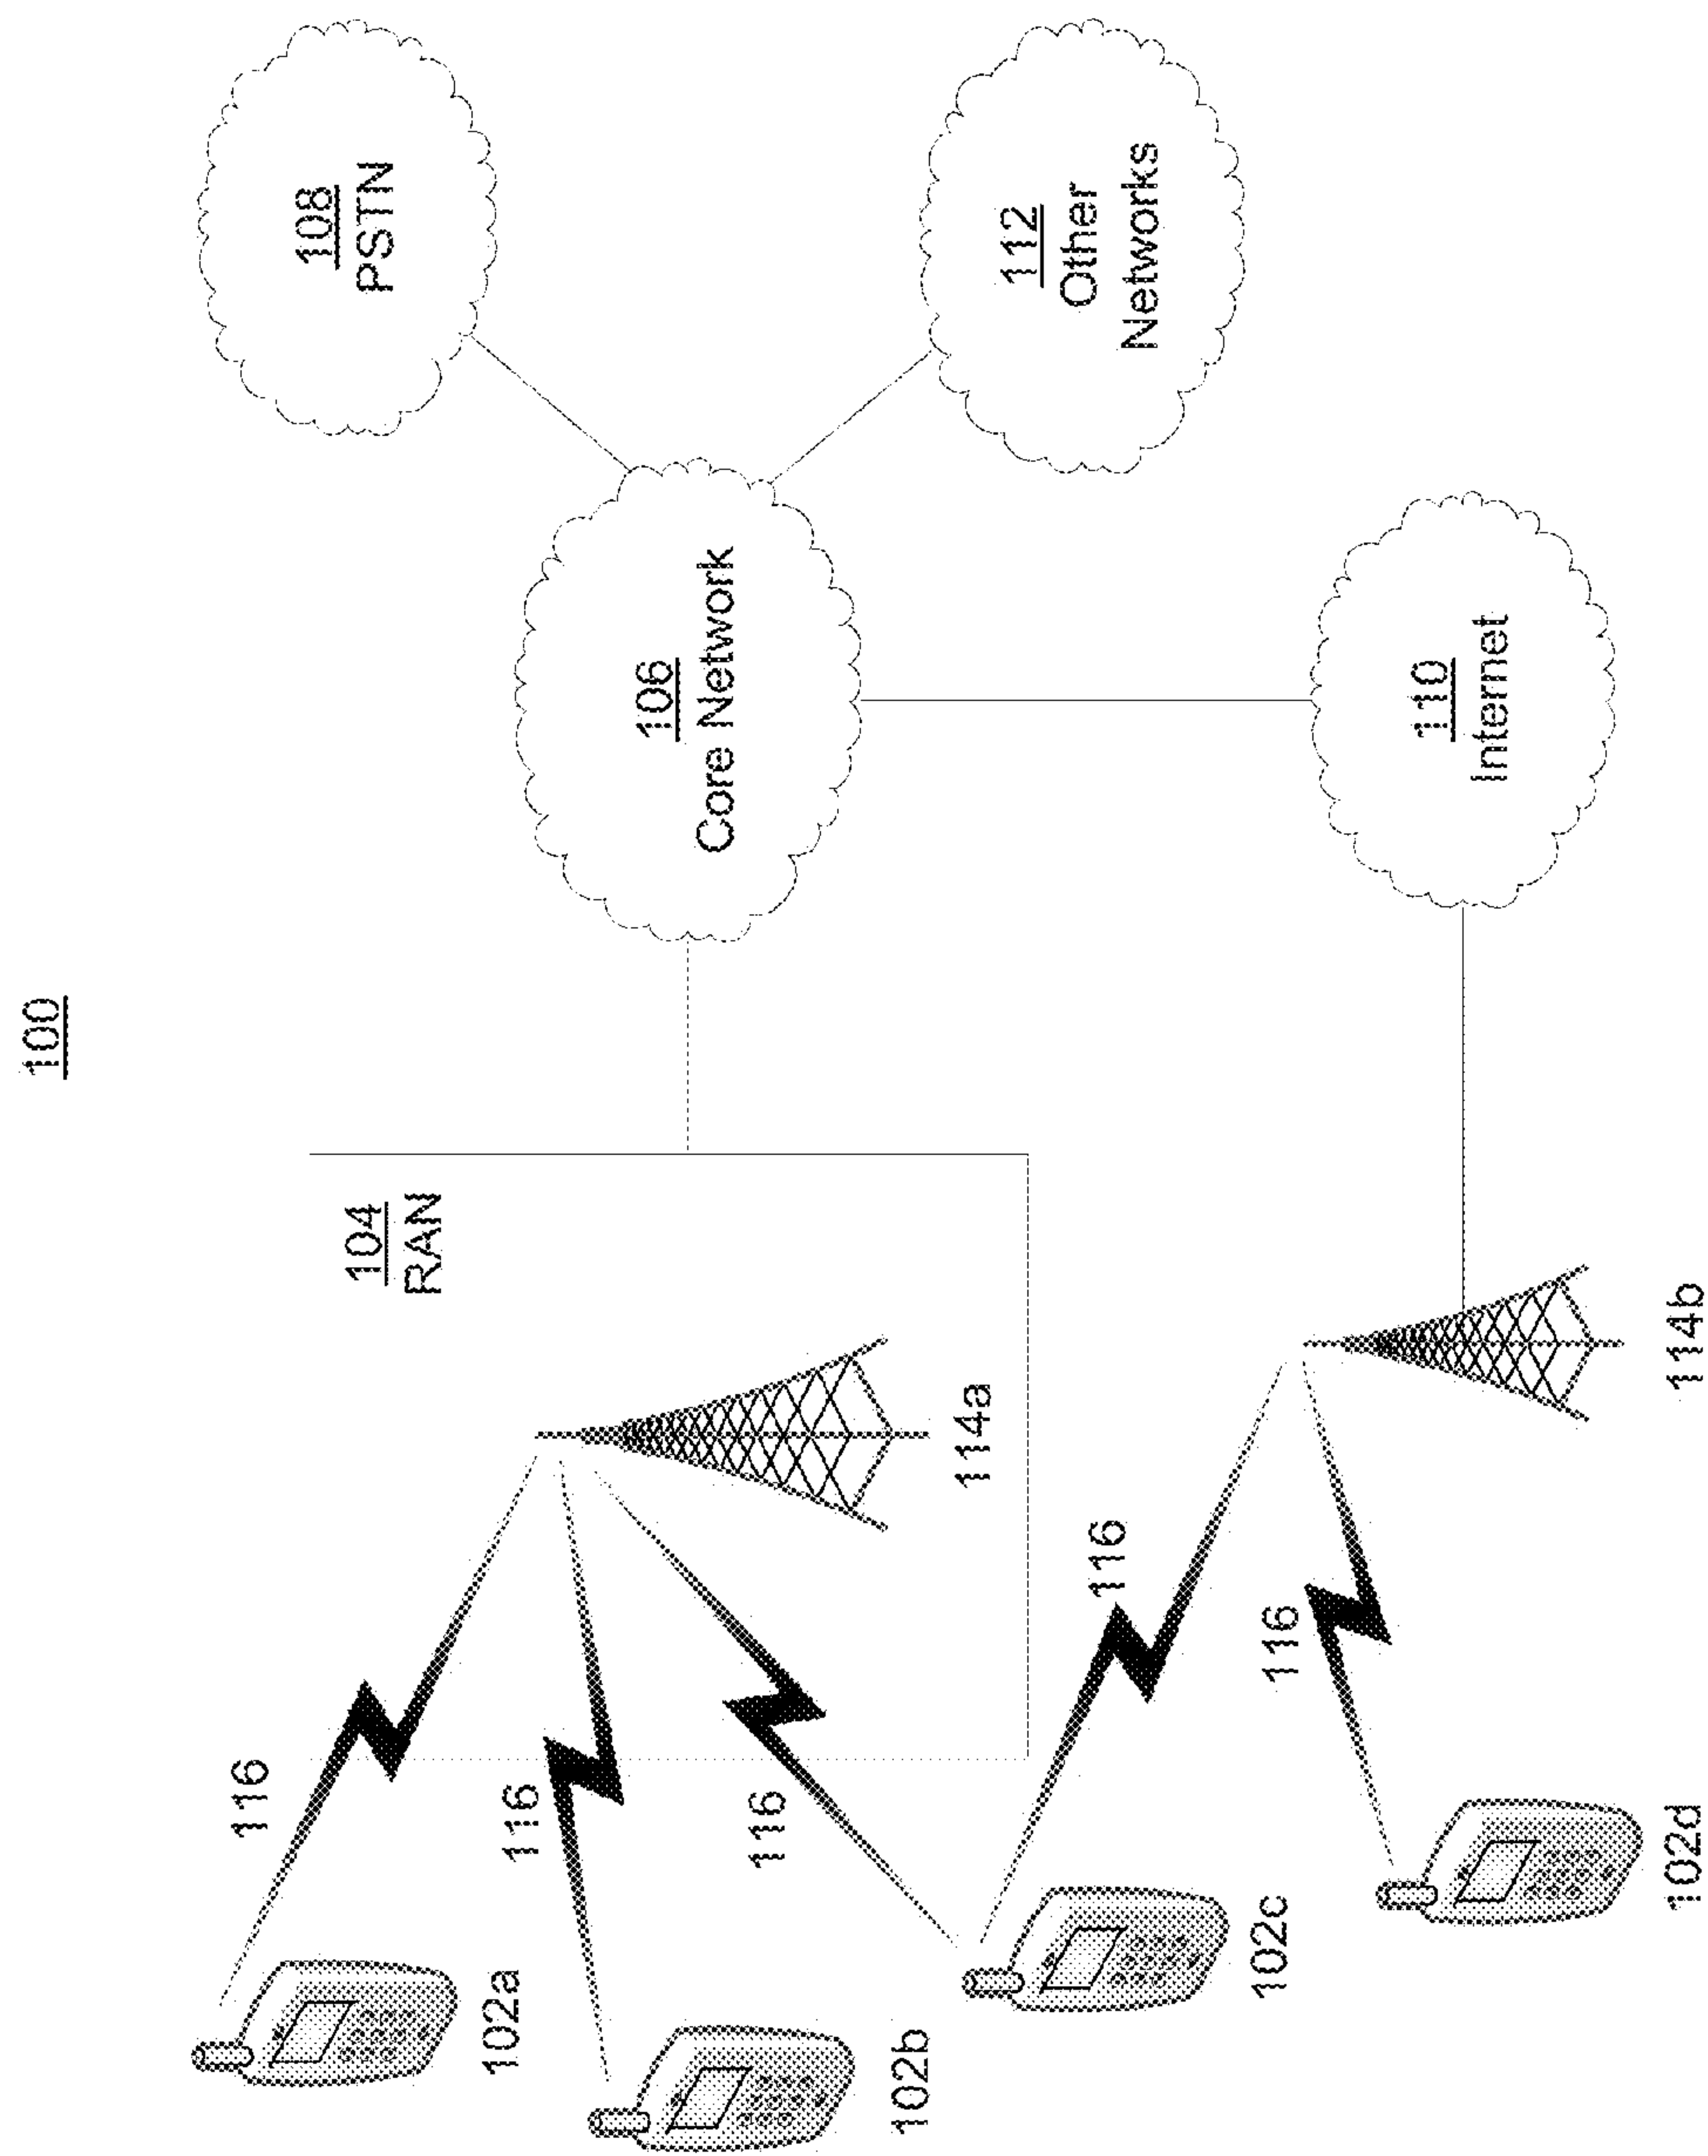 100
108
PSTN
106
Core Network
112
Other
Networks
104
RAN
110
Internet
116
116
116
116
116
114a
114b
102a
102b
102c
102d